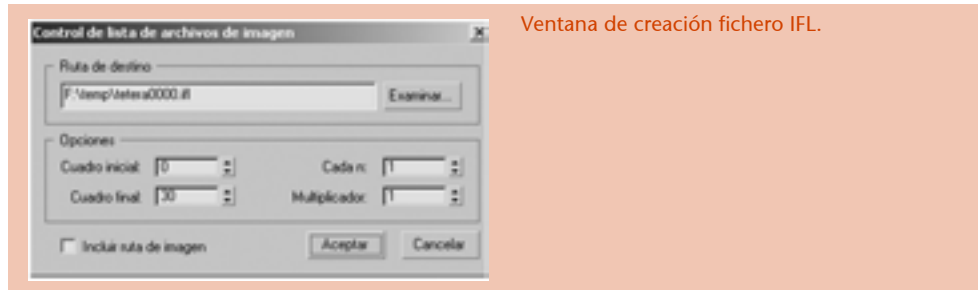 Control de lista de archivos de imagen
Ventana de creación fichero IFL.
Ruta de destino
F:\temp\tetera0000.ifl
Examinar...
Opciones
Cuadro inicial: 0
Cada n: 1
Cuadro final: 30
Multiplicador: 1
Incluir ruta de imagen
Aceptar
Cancelar